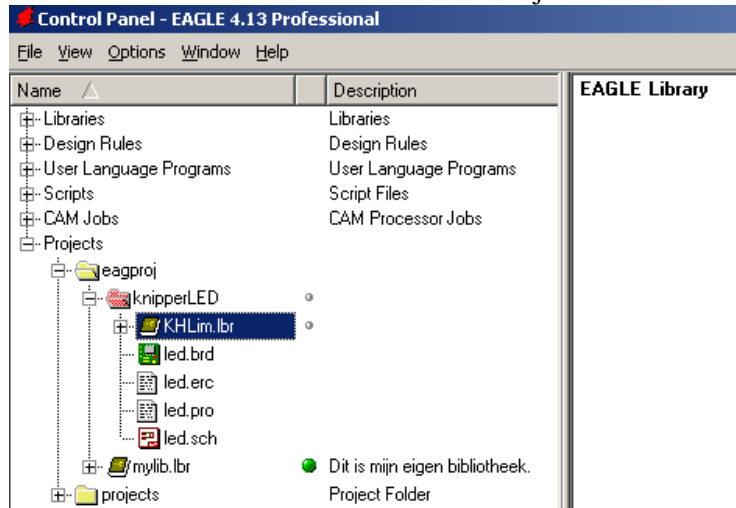 Control Panel - EAGLE 4.13 Professional
File View Options Window Help
Name Description EAGLE Library
Libraries Libraries
Design Rules Design Rules
User Language Programs User Language Programs
Scripts Script Files
CAM Jobs CAM Processor Jobs
Projects
eagproj
knipperLED
KHLim.lbr
led.brd
led.erc
led.pro
led.sch
mylib.lbr Dit is mijn eigen bibliotheek.
projects Project Folder